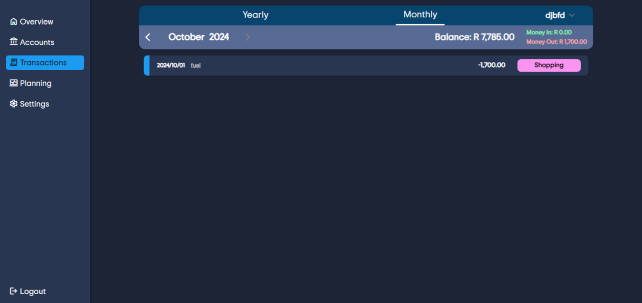 Overview
Accounts
Transactions
Planning
Settings
Logout
Yearly Monthly djbfd
October 2024 Balance: R 7,785.00
Money In: R 0.00
Money Out: R 1,700.00
2024/10/01 fuel -1,700.00 Shopping